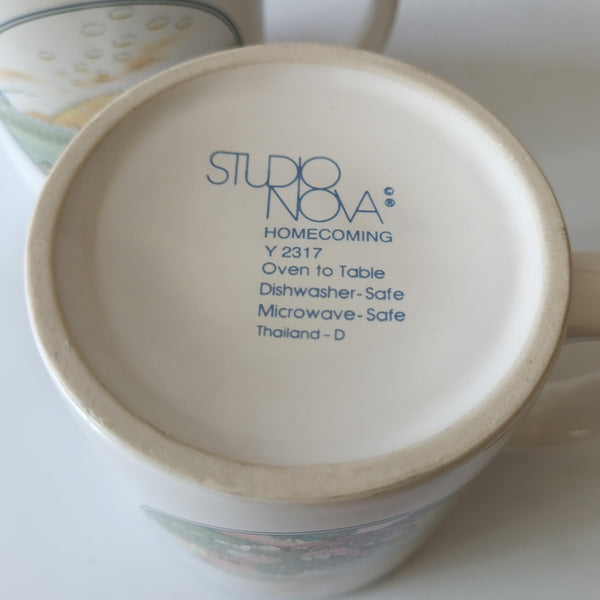 STUDIO
NOVA ©®
HOMECOMING
Y 2317
Oven to Table
Dishwasher-Safe
Microwave-Safe
Thailand - D